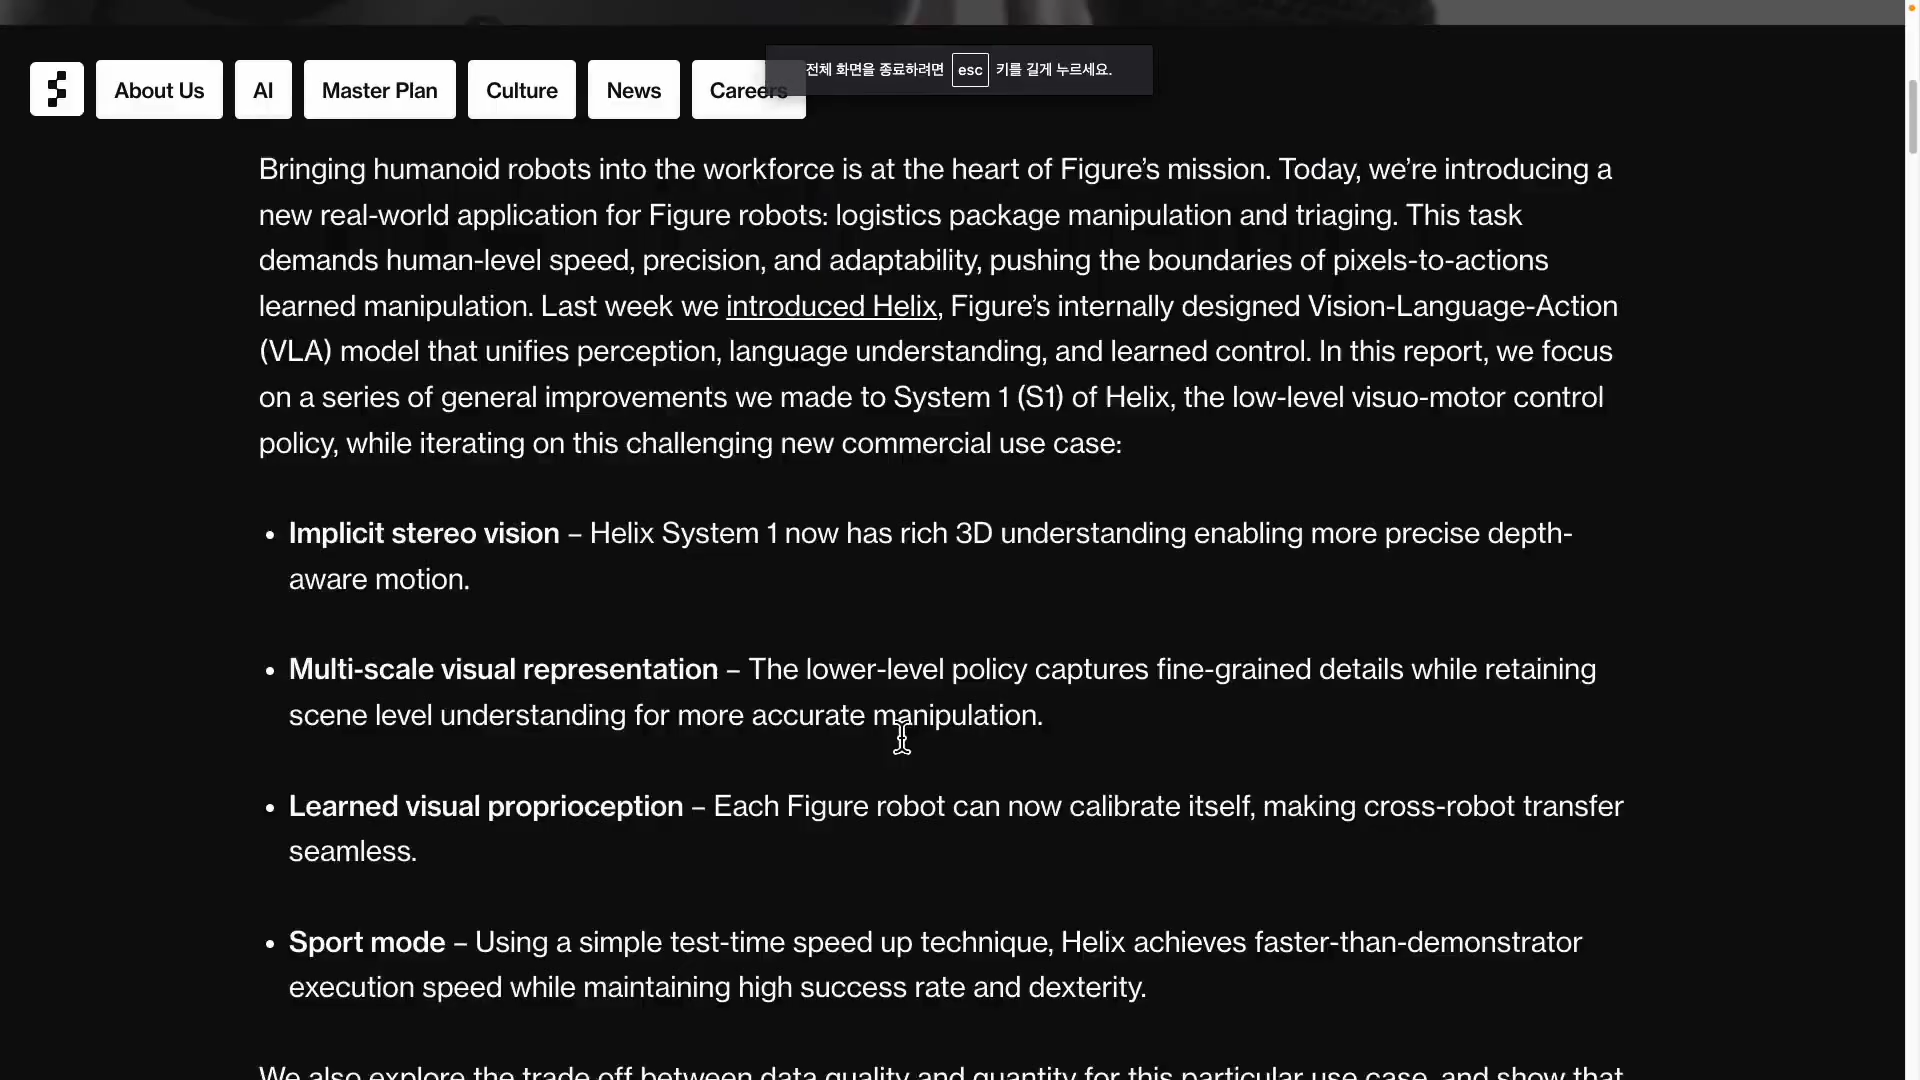 About Us
AI
Master Plan
Culture
News
Careers
전체 화면을 종료하려면 esc 키를 길게 누르세요.
Bringing humanoid robots into the workforce is at the heart of Figure’s mission. Today, we’re introducing a
new real-world application for Figure robots: logistics package manipulation and triaging. This task
demands human-level speed, precision, and adaptability, pushing the boundaries of pixels-to-actions
learned manipulation. Last week we introduced Helix, Figure’s internally designed Vision-Language-Action
(VLA) model that unifies perception, language understanding, and learned control. In this report, we focus
on a series of general improvements we made to System 1 (S1) of Helix, the low-level visuo-motor control
policy, while iterating on this challenging new commercial use case:
• Implicit stereo vision – Helix System 1 now has rich 3D understanding enabling more precise depth-
aware motion.
• Multi-scale visual representation – The lower-level policy captures fine-grained details while retaining
scene level understanding for more accurate manipulation.
• Learned visual proprioception – Each Figure robot can now calibrate itself, making cross-robot transfer
seamless.
• Sport mode – Using a simple test-time speed up technique, Helix achieves faster-than-demonstrator
execution speed while maintaining high success rate and dexterity.
We also explore the trade off between data quality and quantity for this particular use case, and show that